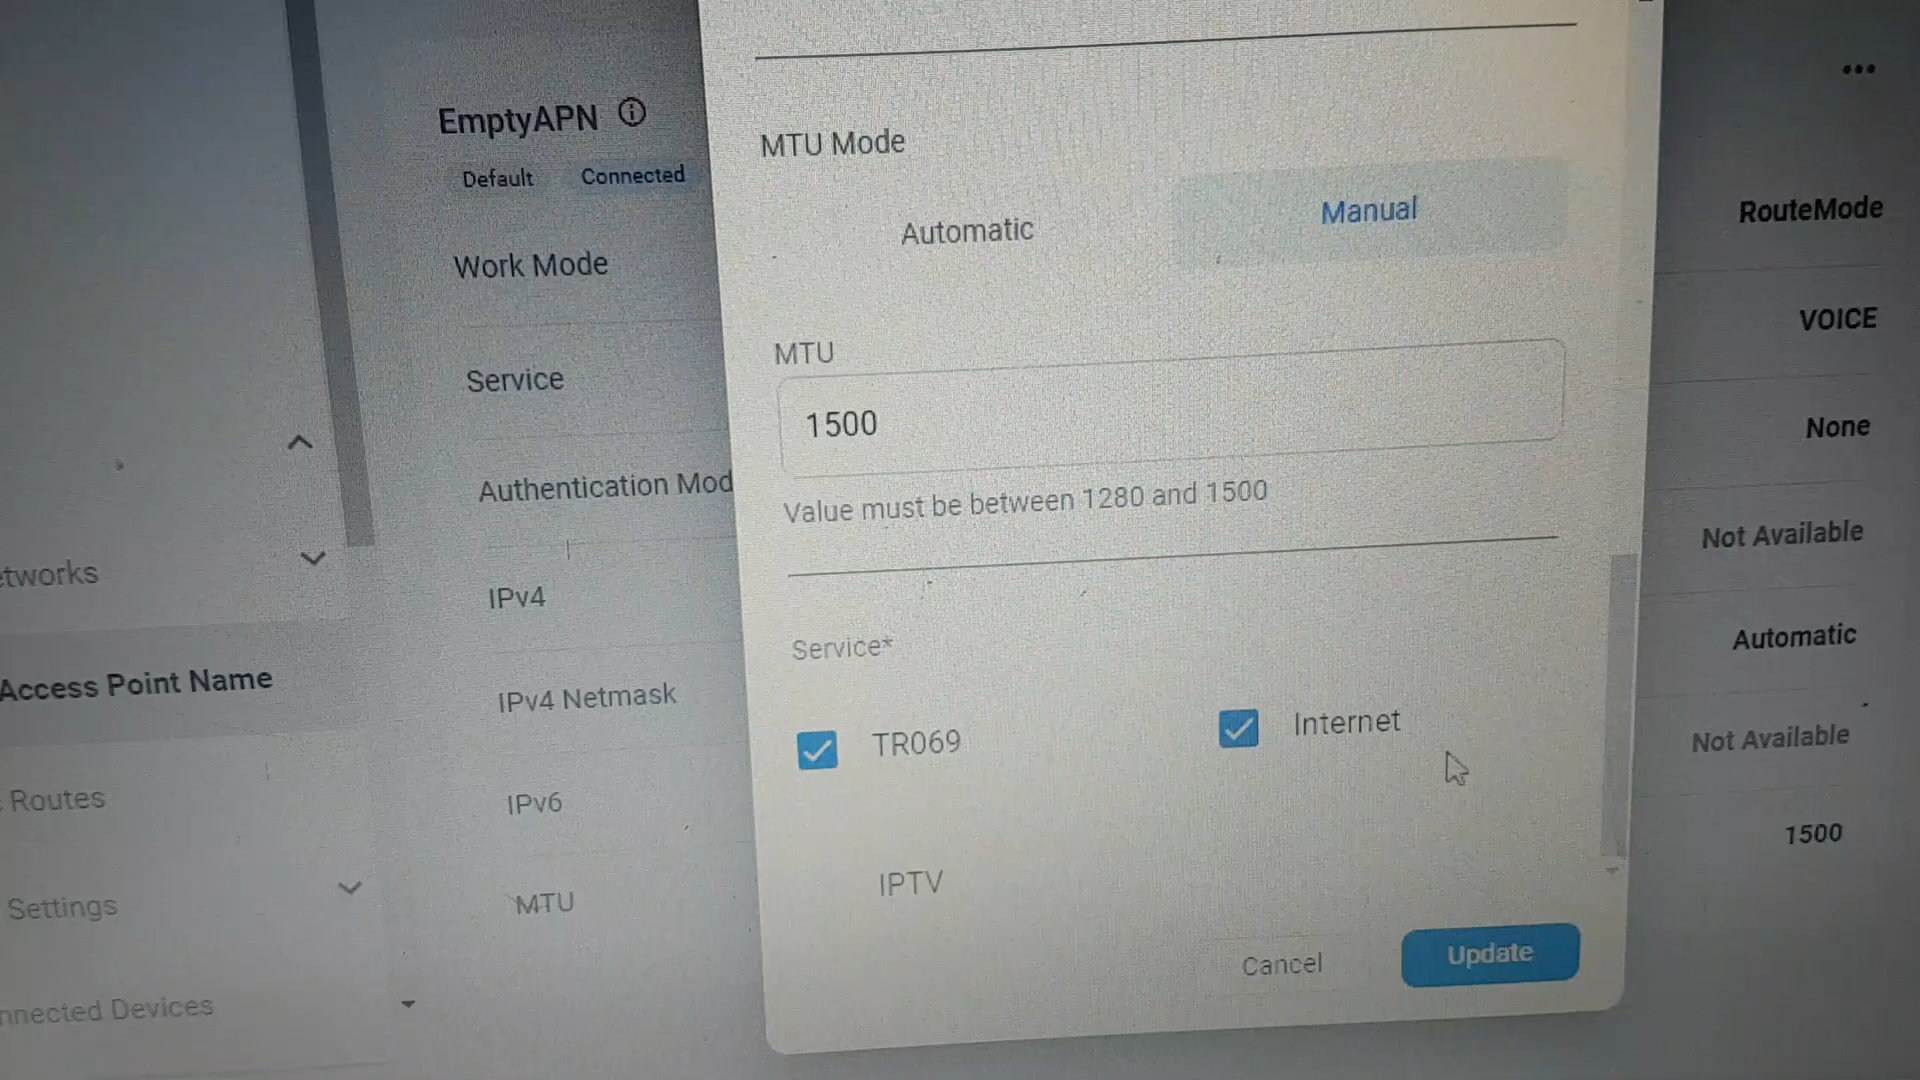 EmptyAPN
Default Connected
Work Mode
RouteMode
Service
VOICE
Authentication Mod
None
IPv4
Not Available
IPv4 Netmask
Automatic
IPv6
Not Available
MTU
1500
etworks
Access Point Name
Routes
Settings
nnected Devices
MTU Mode
Automatic
Manual
MTU
1500
Value must be between 1280 and 1500
Service*
TR069
Internet
IPTV
Cancel
Update